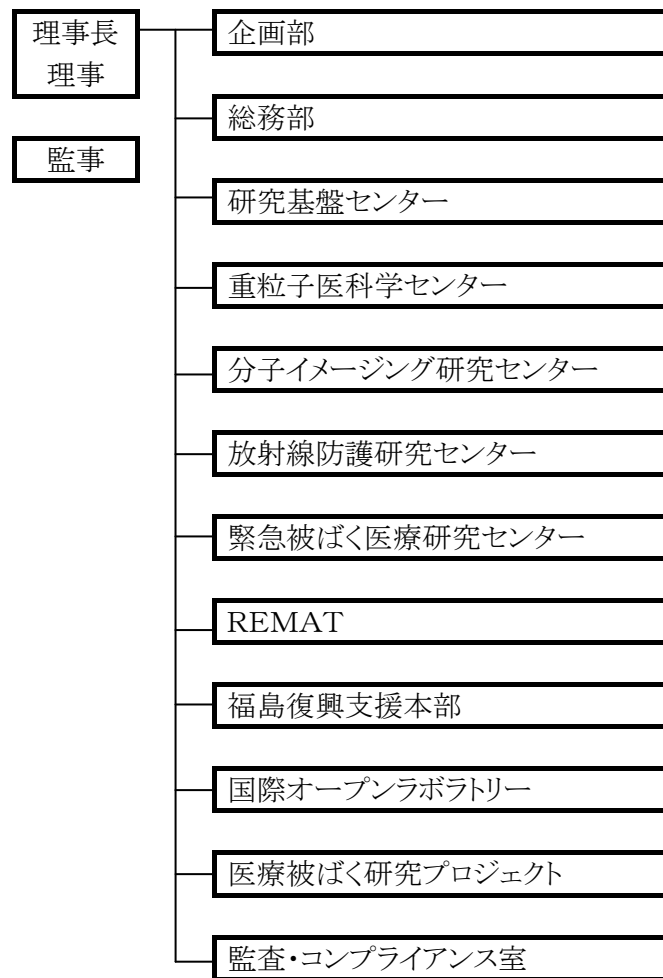 理事長
理事
監事
企画部
総務部
研究基盤センター
重粒子医科学センター
分子イメージング研究センター
放射線防護研究センター
緊急被ばく医療研究センター
REMAT
福島復興支援本部
国際オープンラボラトリー
医療被ばく研究プロジェクト
監査・コンプライアンス室